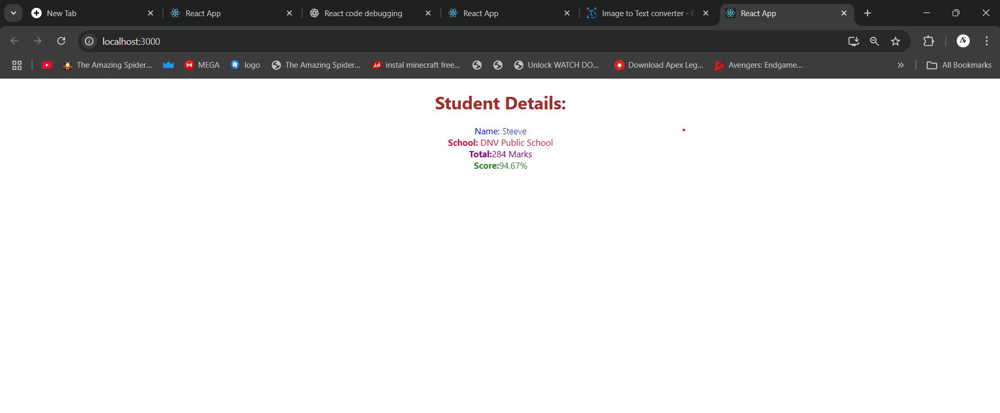 New Tab
React App
React code debugging
React App
Image to Text converter -
React App
localhost:3000
The Amazing Spider...
MEGA
logo
The Amazing Spider...
Ask
instal minecraft free...
Unlock WATCH DO...
Download Apex Leg...
Avengers: Endgame...
All Bookmarks
Student Details:
Name: Steeve
School: DNV Public School
Total:284 Marks
Score:94.67%